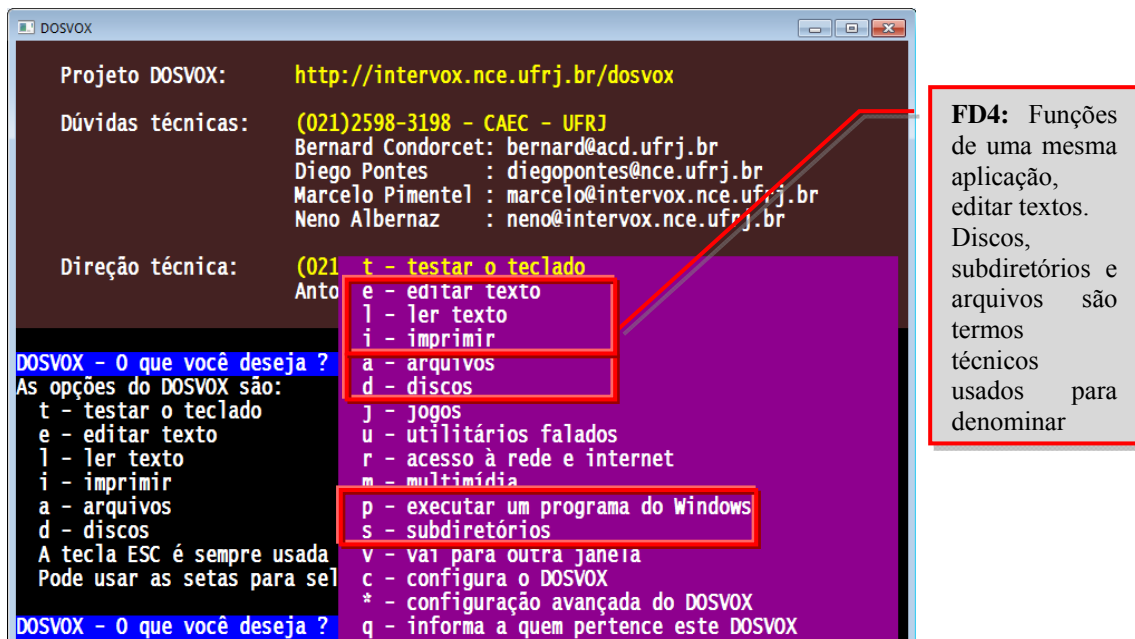 DOSVOX
Projeto DOSVOX: http://intervox.nce.ufrj.br/dosvox
Dúvidas técnicas: (021)2598-3198 - CAEC - UFRJ
Bernard Condorcet: bernard@acd.ufrj.br
Diego Pontes : diegopontes@nce.ufrj.br
Marcelo Pimentel : marcelo@intervox.nce.ufrj.br
Neno Albernaz : neno@intervox.nce.ufrj.br
Direção técnica: (021
Anto
DOSVOX - O que você deseja ?
As opções do DOSVOX são:
t - testar o teclado
e - editar texto
l - ler texto
i - imprimir
a - arquivos
d - discos
A tecla ESC é sempre usada
Pode usar as setas para sel
DOSVOX - O que você deseja ?
t - testar o teclado
e - editar texto
l - ler texto
i - imprimir
a - arquivos
d - discos
j - jogos
u - utilitários falados
r - acesso à rede e internet
m - multimídia
p - executar um programa do Windows
s - subdiretórios
v - vai para outra janela
c - configura o DOSVOX
* - configuração avançada do DOSVOX
q - informa a quem pertence este DOSVOX
FD4: Funções
de uma mesma
aplicação,
editar textos.
Discos,
subdiretórios e
arquivos são
termos
técnicos
usados para
denominar